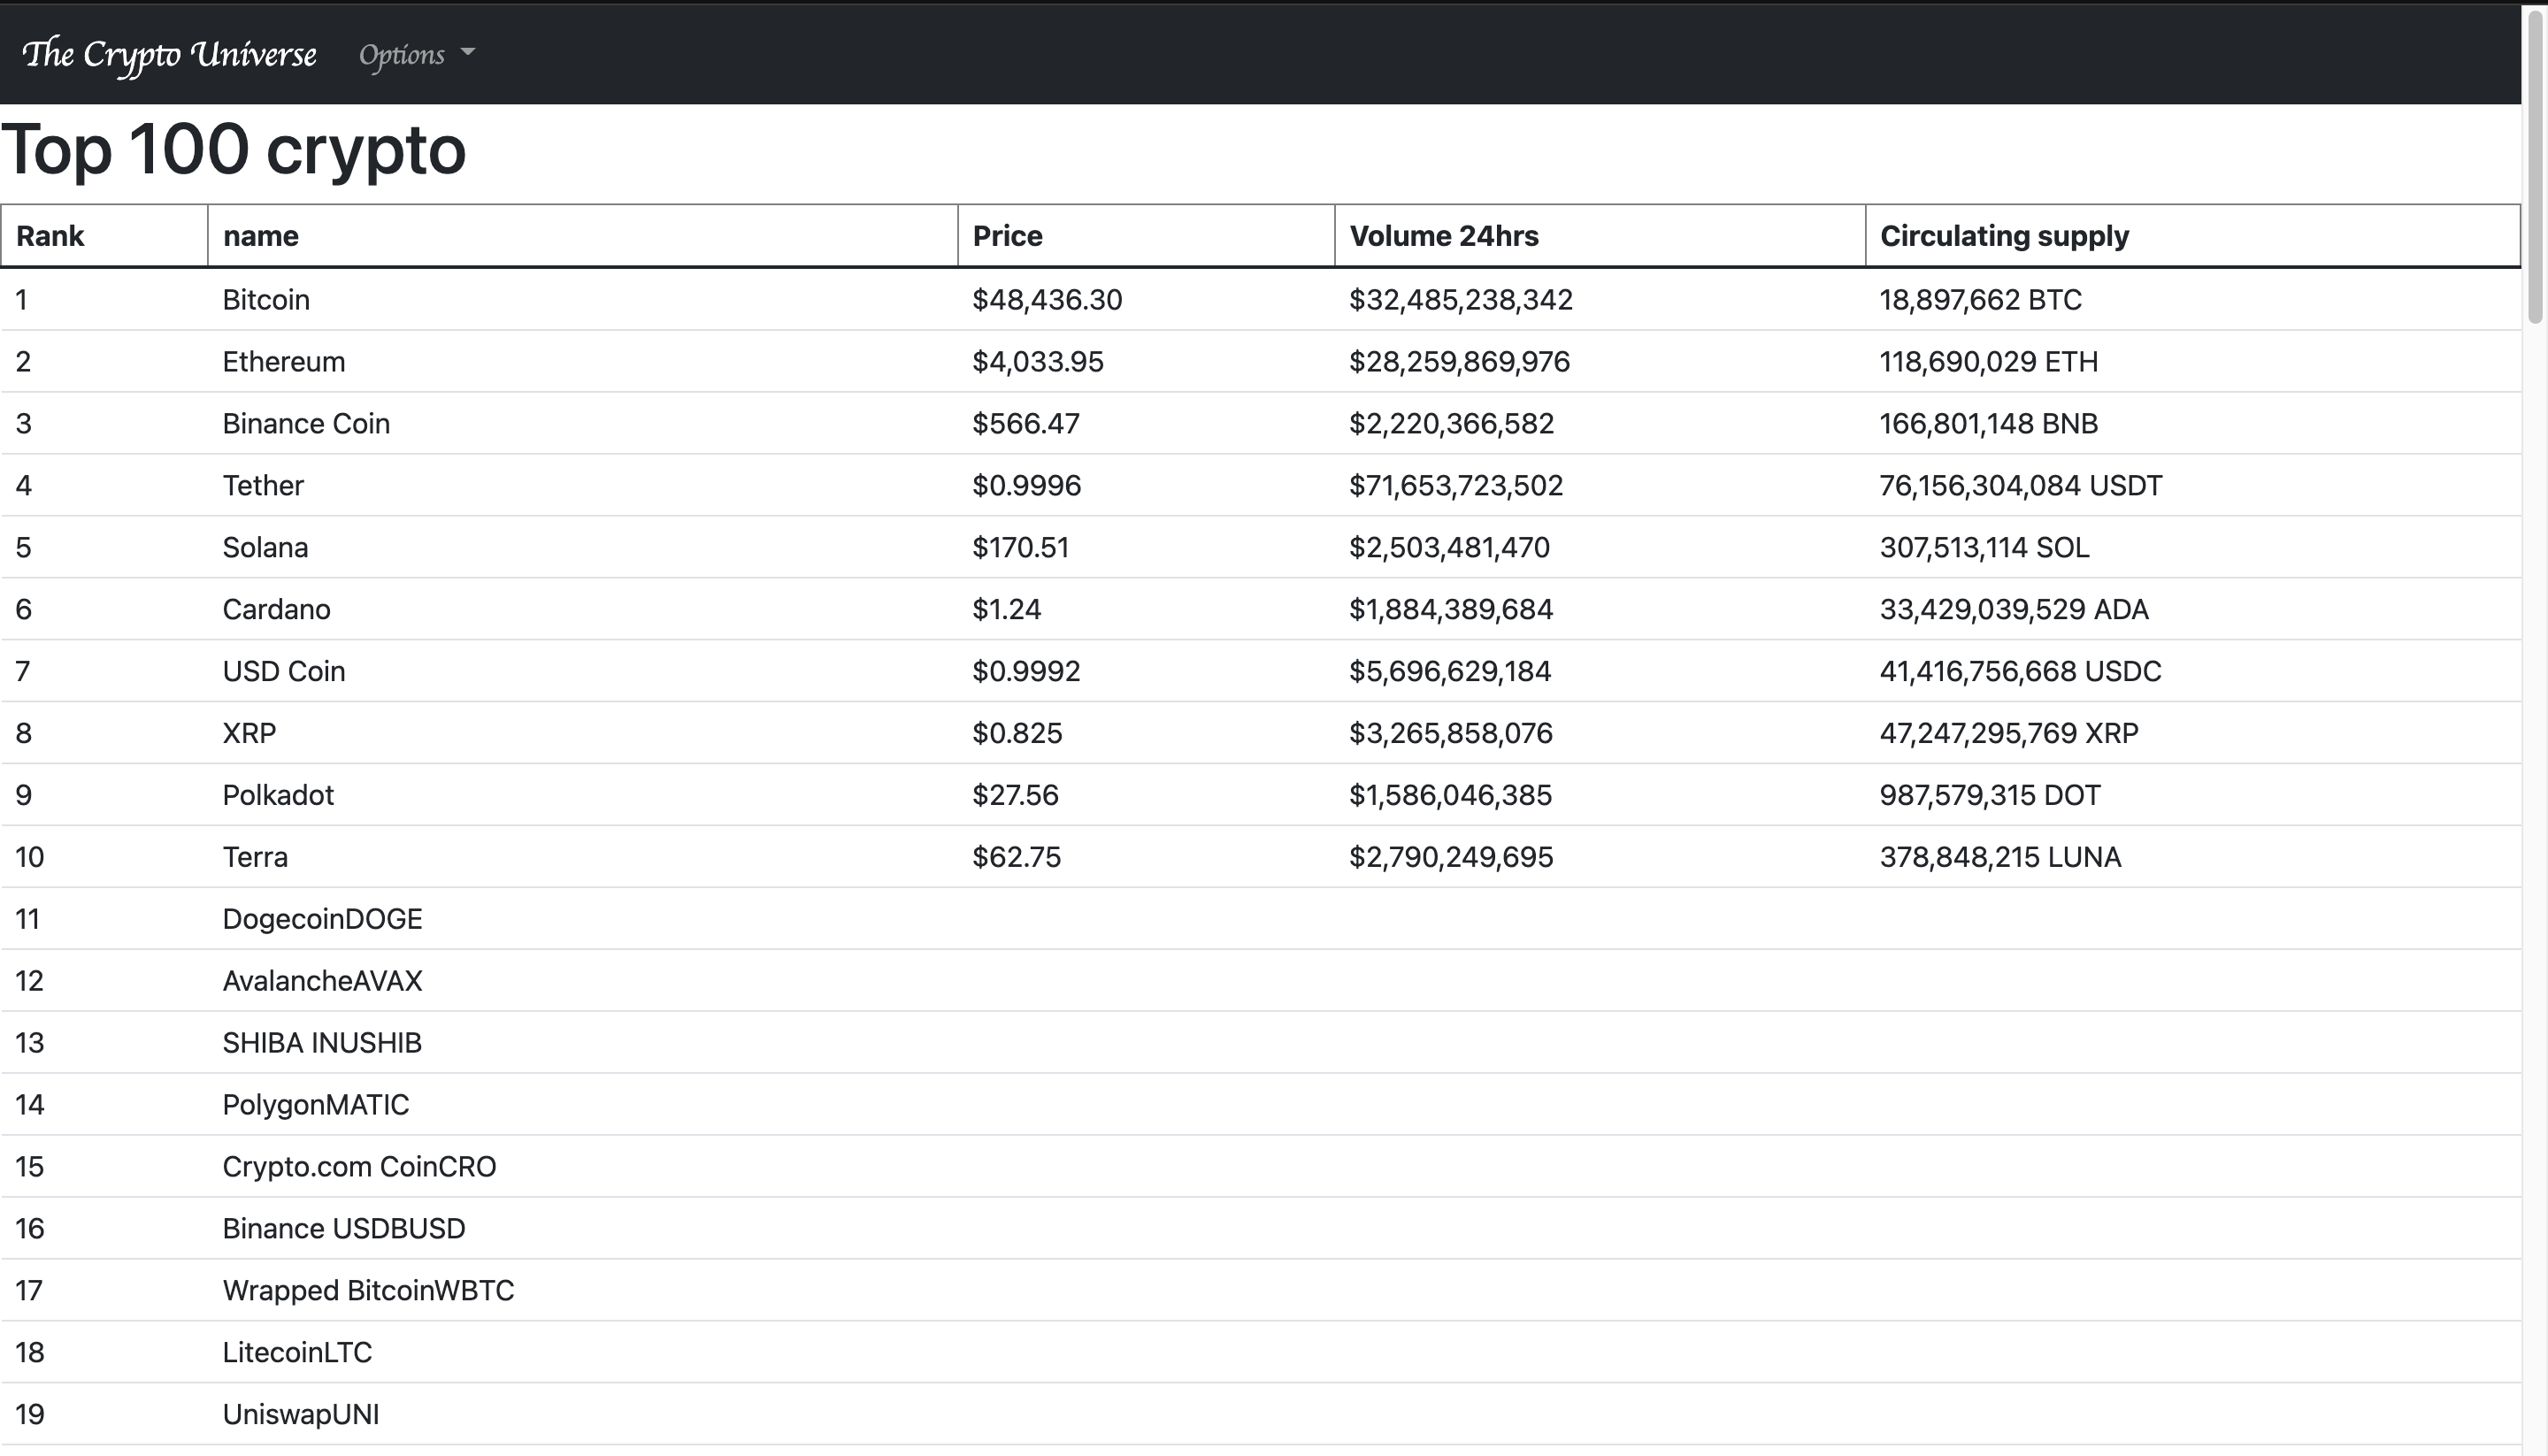 The Crypto Universe Options
Top 100 crypto
Rank name Price Volume 24hrs Circulating supply
1 Bitcoin $48,436.30 $32,485,238,342 18,897,662 BTC
2 Ethereum $4,033.95 $28,259,869,976 118,690,029 ETH
3 Binance Coin $566.47 $2,220,366,582 166,801,148 BNB
4 Tether $0.9996 $71,653,723,502 76,156,304,084 USDT
5 Solana $170.51 $2,503,481,470 307,513,114 SOL
6 Cardano $1.24 $1,884,389,684 33,429,039,529 ADA
7 USD Coin $0.9992 $5,696,629,184 41,416,756,668 USDC
8 XRP $0.825 $3,265,858,076 47,247,295,769 XRP
9 Polkadot $27.56 $1,586,046,385 987,579,315 DOT
10 Terra $62.75 $2,790,249,695 378,848,215 LUNA
11 DogecoinDOGE
12 AvalancheAVAX
13 SHIBA INUSHIB
14 PolygonMATIC
15 Crypto.com CoinCRO
16 Binance USDBUSD
17 Wrapped BitcoinWBTC
18 LitecoinLTC
19 UniswapUNI